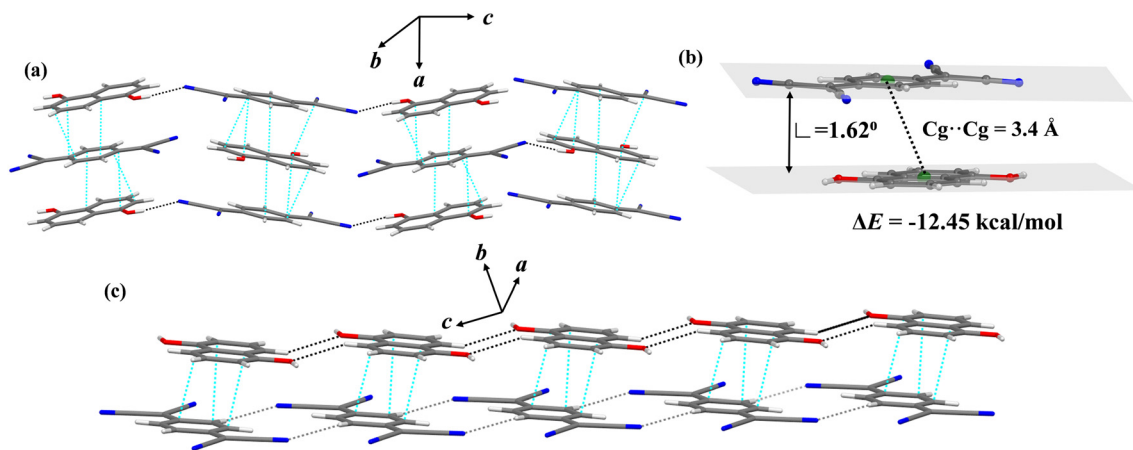 (a)
c
b
a
(b)
∟=1.62⁰
Cg··Cg = 3.4 Å
ΔE = -12.45 kcal/mol
(c)
b
a
c